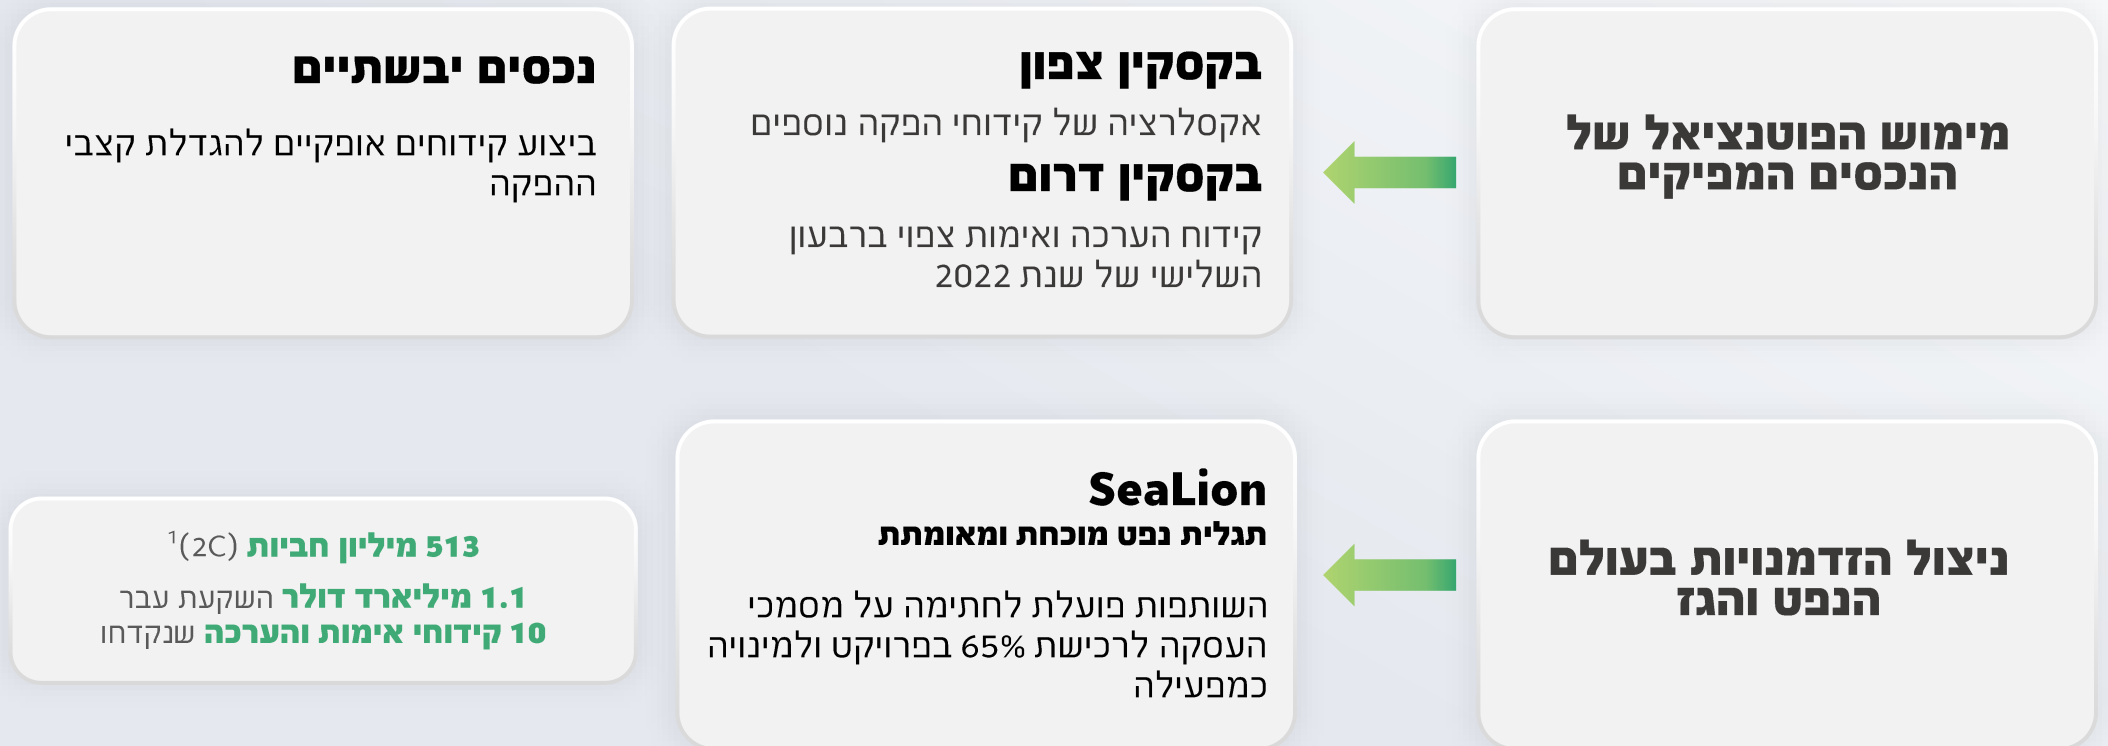 מימוש הפוטנציאל של
הנכסים המפיקים
בקסקין צפון
אקסלרציה של קידוחי הפקה נוספים
בקסקין דרום
קידוח הערכה ואימות צפוי ברבעון
השלישי של שנת 2022
נכסים יבשתיים
ביצוע קידוחים אופקיים להגדלת קצבי
ההפקה
ניצול הזדמנויות בעולם
הנפט והגז
SeaLion
תגלית נפט מוכחת ומאומתת
השותפות פועלת לחתימה על מסמכי
העסקה לרכישת 65% בפרויקט ולמינויה
כמפעילה
513 מיליון חביות (2C)¹
1.1 מיליארד דולר השקעת עבר
10 קידוחי אימות והערכה שנקדחו